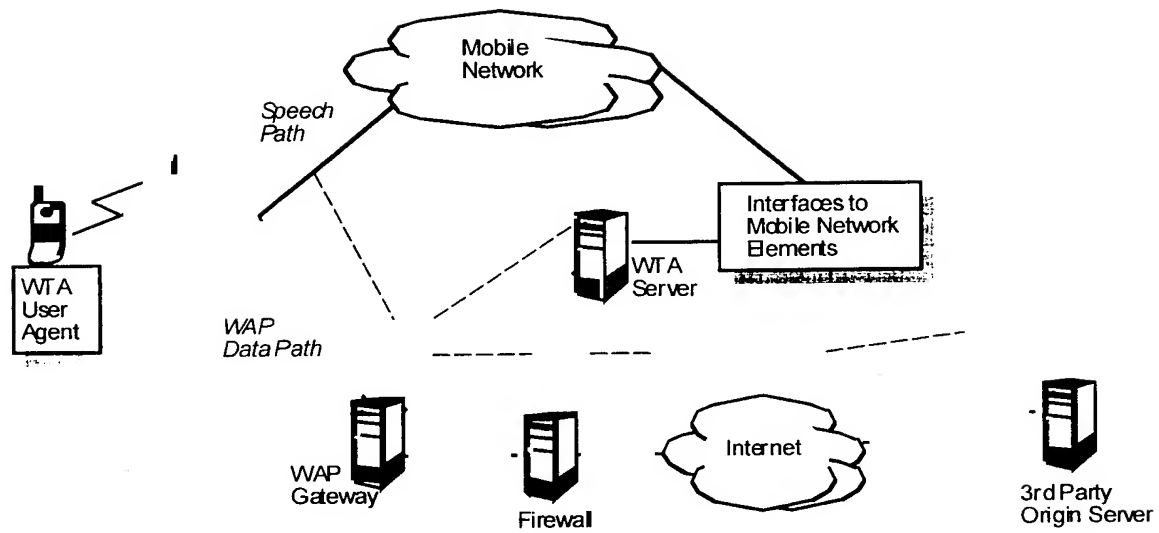 Mobile
Network
Speech
Path
Interfaces to
Mobile Network
Elements
WTA
Server
WTA
User
Agent
WAP
Data Path
Internet
WAP
Gateway
Firewall
3rd Party
Origin Server